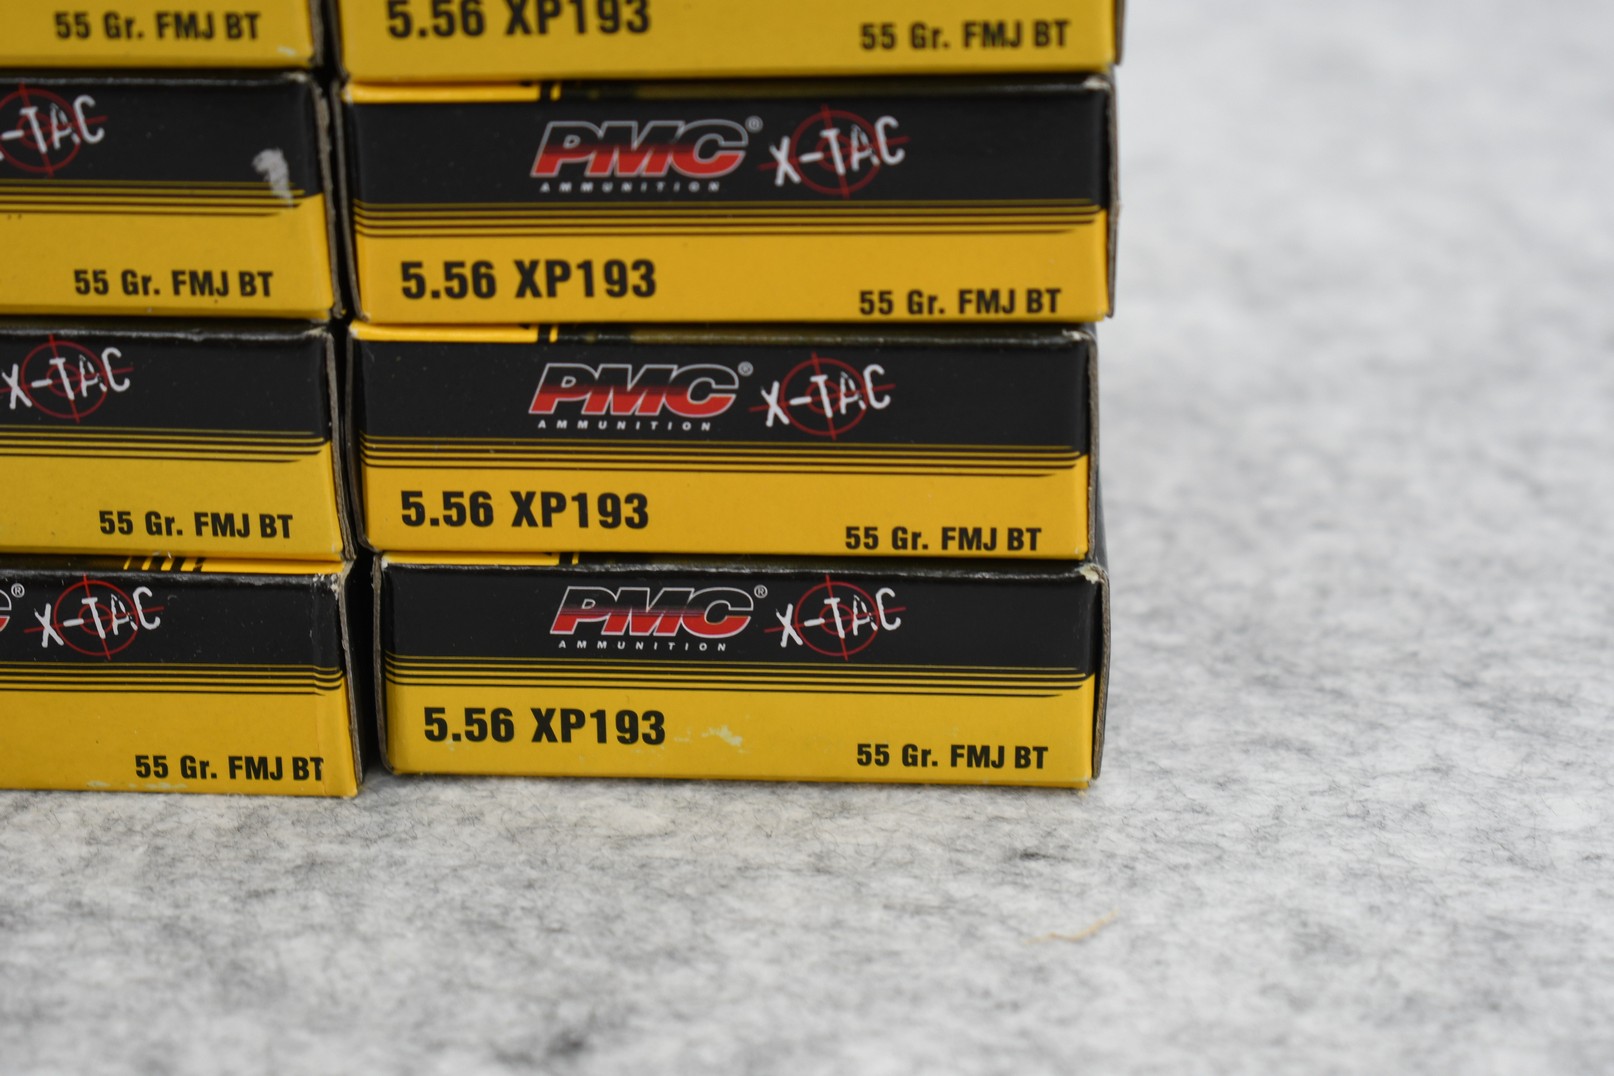 55 Gr. FMJ BT
5.56 XP193
55 Gr. FMJ BT
X-TAC
55 Gr. FMJ BT
PMC® X-TAC
AMMUNITION
5.56 XP193
55 Gr. FMJ BT
X-TAC
55 Gr. FMJ BT
PMC® X-TAC
AMMUNITION
5.56 XP193
55 Gr. FMJ BT
® X-TAC
55 Gr. FMJ BT
PMC® X-TAC
AMMUNITION
5.56 XP193
55 Gr. FMJ BT